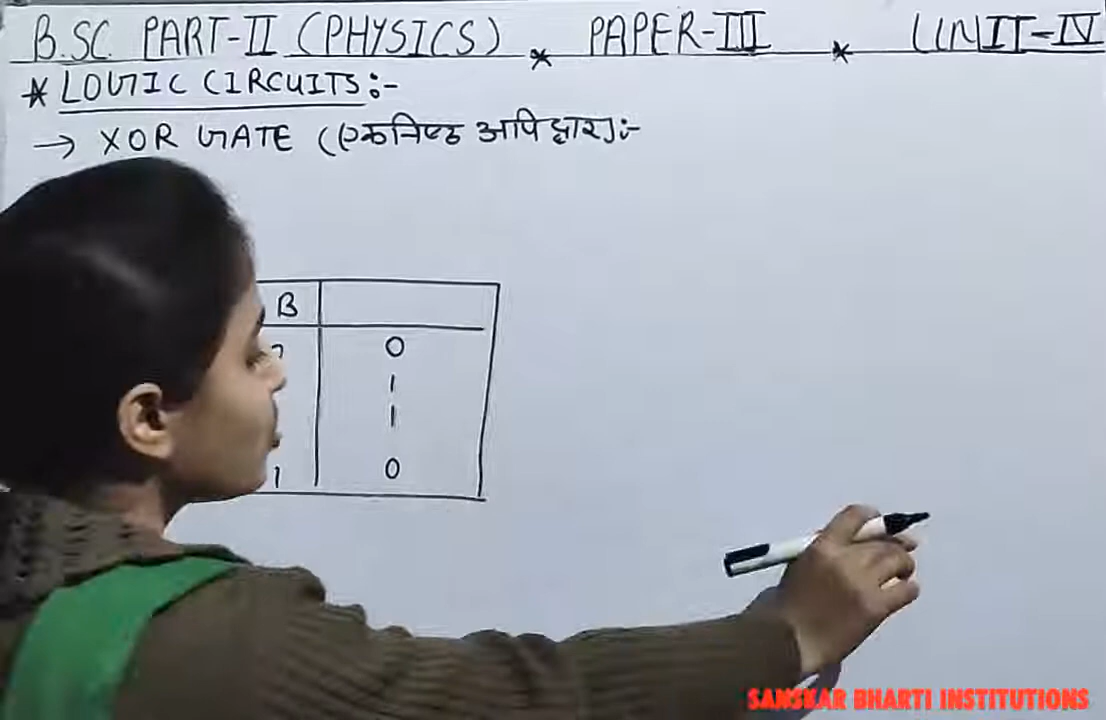 B.SC. PART-II (PHYSICS) * PAPER-III * UNIT-IV
* LOGIC CIRCUITS :-
→ XOR GATE (एकनिष्ठ अपि द्वार) :-
B
0
1
1
1 0
SANSKAR BHARTI INSTITUTIONS